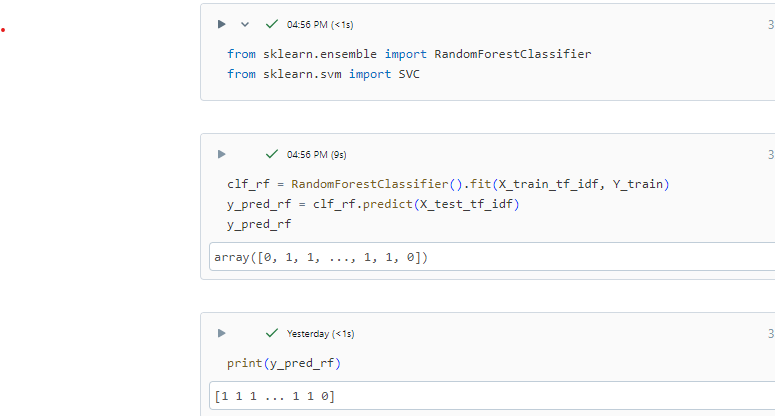 04:56 PM (<1s)
3
from sklearn.ensemble import RandomForestClassifier
from sklearn.svm import SVC
04:56 PM (9s)
3
clf_rf = RandomForestClassifier().fit(X_train_tf_idf, Y_train)
y_pred_rf = clf_rf.predict(X_test_tf_idf)
y_pred_rf
array([0, 1, 1, ..., 1, 1, 0])
Yesterday (<1s)
3
print(y_pred_rf)
[1 1 1 ... 1 1 0]